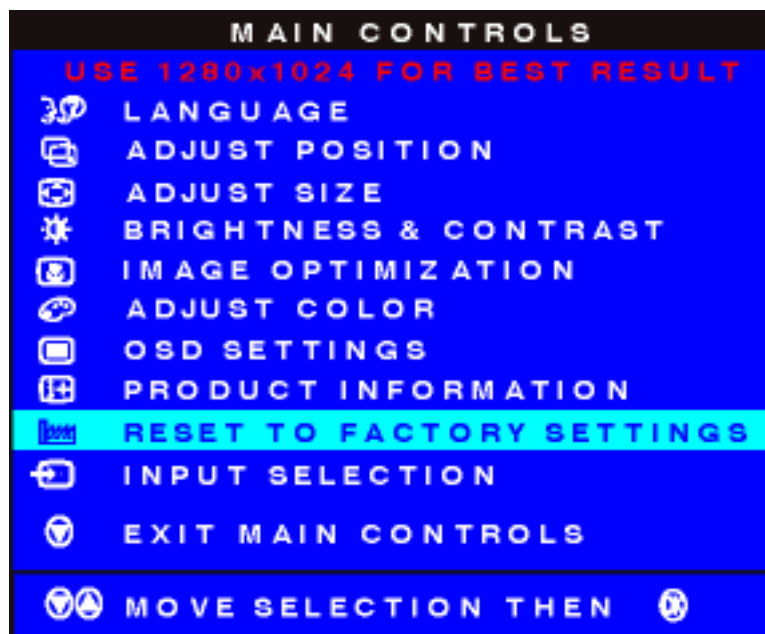 MAIN CONTROLS
USE 1280x1024 FOR BEST RESULT
LANGUAGE
ADJUST POSITION
ADJUST SIZE
BRIGHTNESS & CONTRAST
IMAGE OPTIMIZATION
ADJUST COLOR
OSD SETTINGS
PRODUCT INFORMATION
RESET TO FACTORY SETTINGS
INPUT SELECTION
EXIT MAIN CONTROLS
MOVE SELECTION THEN OK